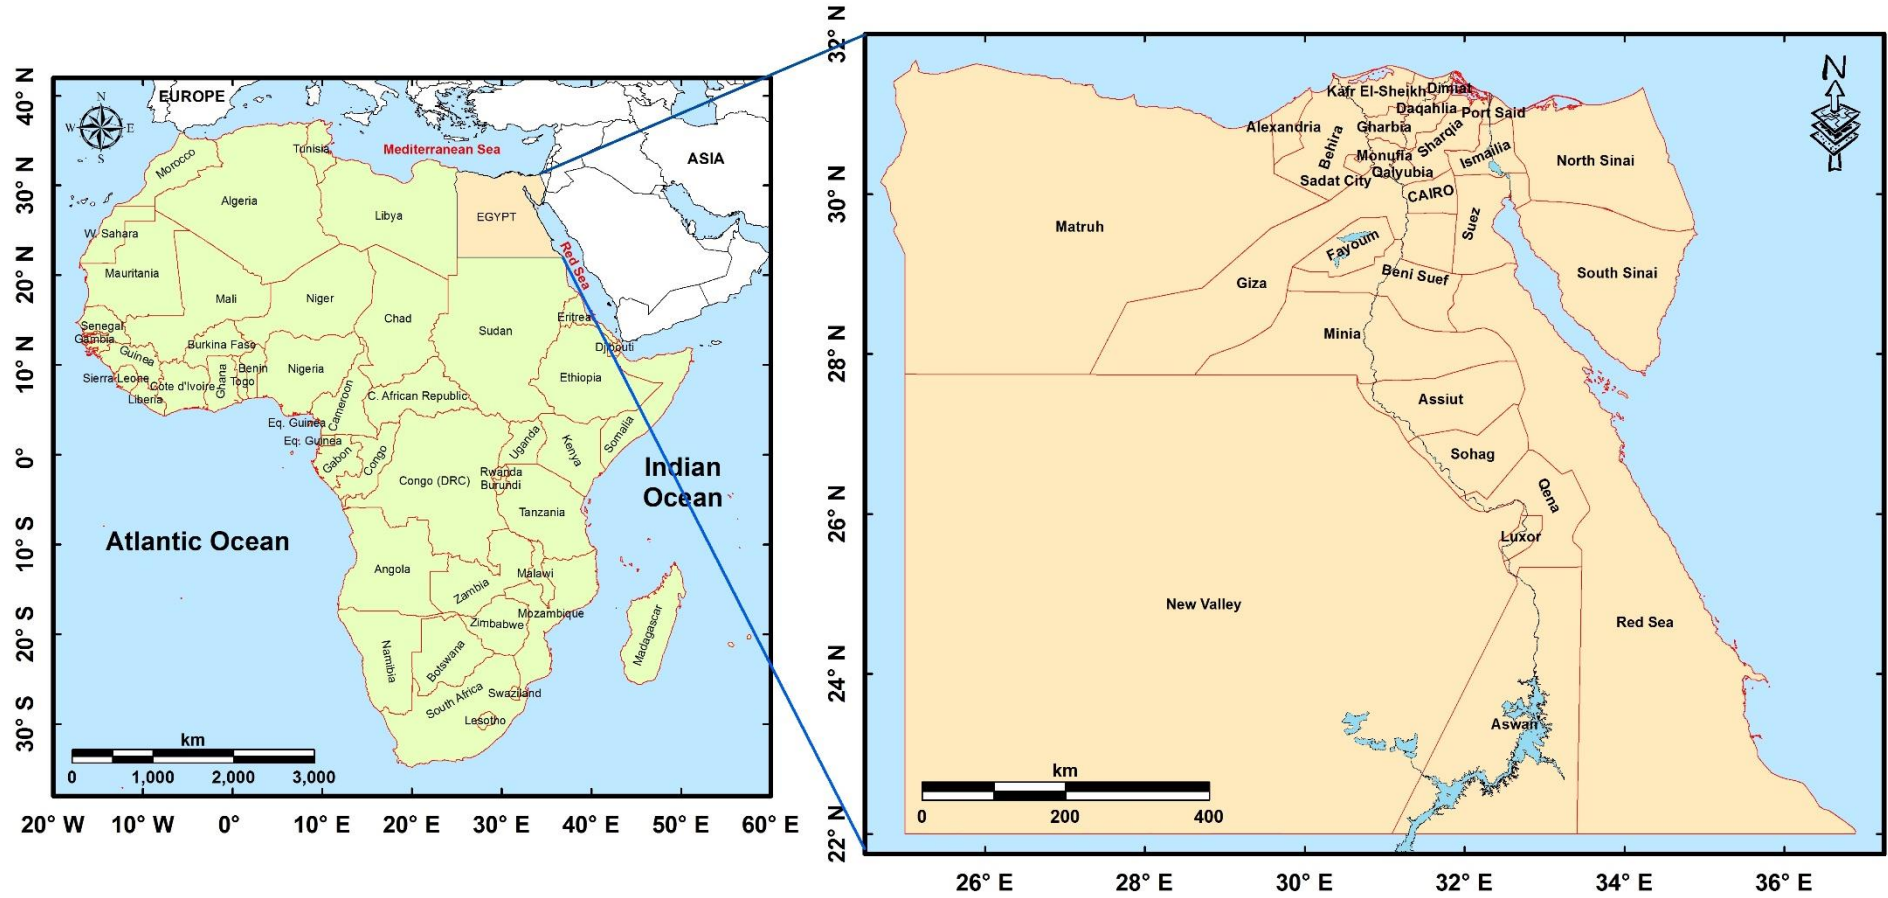 EUROPE
N
W
E
S
Mediterranean Sea
ASIA
Morocco
Tunisia
Algeria
Libya
EGYPT
W. Sahara
Red Sea
Mauritania
Mali
Niger
Chad
Sudan
Eritrea
Senegal
Gambia
Guinea
Burkina Faso
Djibouti
Sierra Leone
Côte d'Ivoire
Ghana
Benin
Togo
Nigeria
Ethiopia
Liberia
Cameroon
C. African Republic
Eq. Guinea
Eq. Guinea
Gabon
Congo
Uganda
Kenya
Somalia
Rwanda
Burundi
Congo (DRC)
Tanzania
Indian
Ocean
Atlantic Ocean
Angola
Zambia
Malawi
Mozambique
Zimbabwe
Madagascar
Namibia
Botswana
South Africa
Swaziland
Lesotho
km
0 1,000 2,000 3,000
40° N
30° N
20° N
10° N
0°
10° S
20° S
30° S
20° W 10° W 0° 10° E 20° E 30° E 40° E 50° E 60° E
N
Kafr El-Sheikh
Dimiat
Daqahlia
Port Said
Alexandria
Behira
Gharbia
Sharqia
Monufia
Ismailia
Qalyubia
Sadat City
North Sinai
CAIRO
Matruh
Suez
Fayoum
South Sinai
Giza
Beni Suef
Minia
Assiut
Sohag
Qena
Luxor
New Valley
Red Sea
Aswan
km
0 200 400
32° N
30° N
28° N
26° N
24° N
22° N
26° E 28° E 30° E 32° E 34° E 36° E